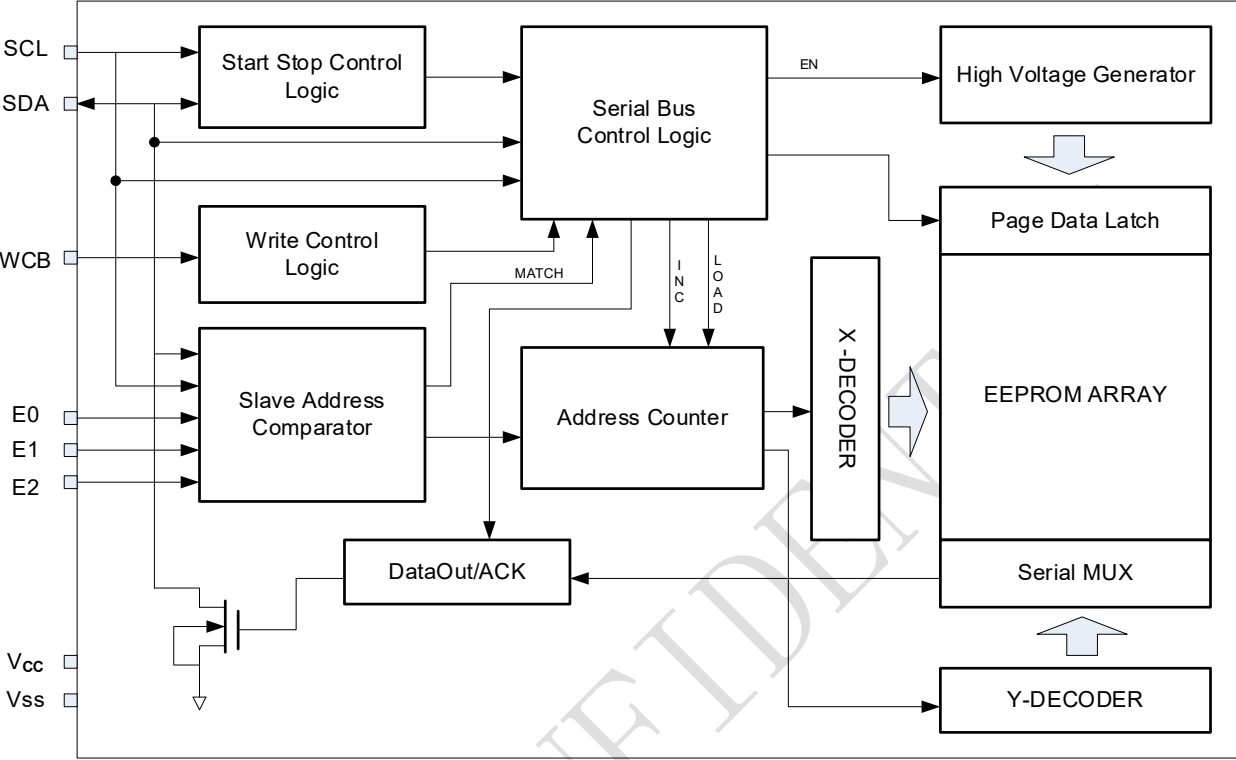 SCL
SDA
WCB
E0
E1
E2
Vcc
Vss
Start Stop Control
Logic
Write Control
Logic
Slave Address
Comparator
MATCH
Serial Bus
Control Logic
INC
LOAD
Address Counter
DataOut/ACK
EN
High Voltage Generator
Page Data Latch
EEPROM ARRAY
Serial MUX
X-DECODER
Y-DECODER